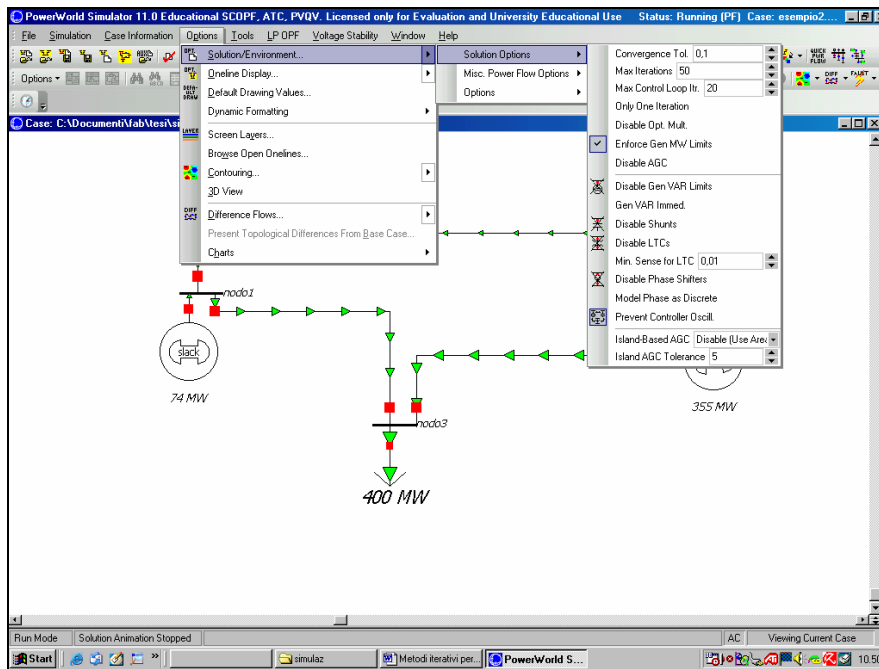 PowerWorld Simulator 11.0 Educational SCOPF, ATC, PVQV. Licensed only for Evaluation and University Educational Use Status: Running (PF) Case: esempio2....
File Simulation Case Information Options Tools LP OPF Voltage Stability Window Help
Options
Case: C:\Documenti\fab\tesi\si
Solution/Environment...
Oneline Display...
Default Drawing Values...
Dynamic Formatting
Screen Layers...
Browse Open Onelines...
Contouring...
3D View
Difference Flows...
Present Topological Differences From Base Case...
Charts
Solution Options
Misc. Power Flow Options
Options
Convergence Tol. 0,1
Max Iterations 50
Max Control Loop Itr. 20
Only One Iteration
Disable Opt. Mult.
Enforce Gen MW Limits
Disable AGC
Disable Gen VAR Limits
Gen VAR Immed.
Disable Shunts
Disable LTCs
Min. Sense for LTC 0,01
Disable Phase Shifters
Model Phase as Discrete
Prevent Controller Oscill.
Island-Based AGC Disable (Use Area
Island AGC Tolerance 5
nodo1
slack
74 MW
nodo3
400 MW
355 MW
Run Mode Solution Animation Stopped AC Viewing Current Case
Start » simulaz Metodi iterativi per... PowerWorld S... 10.50